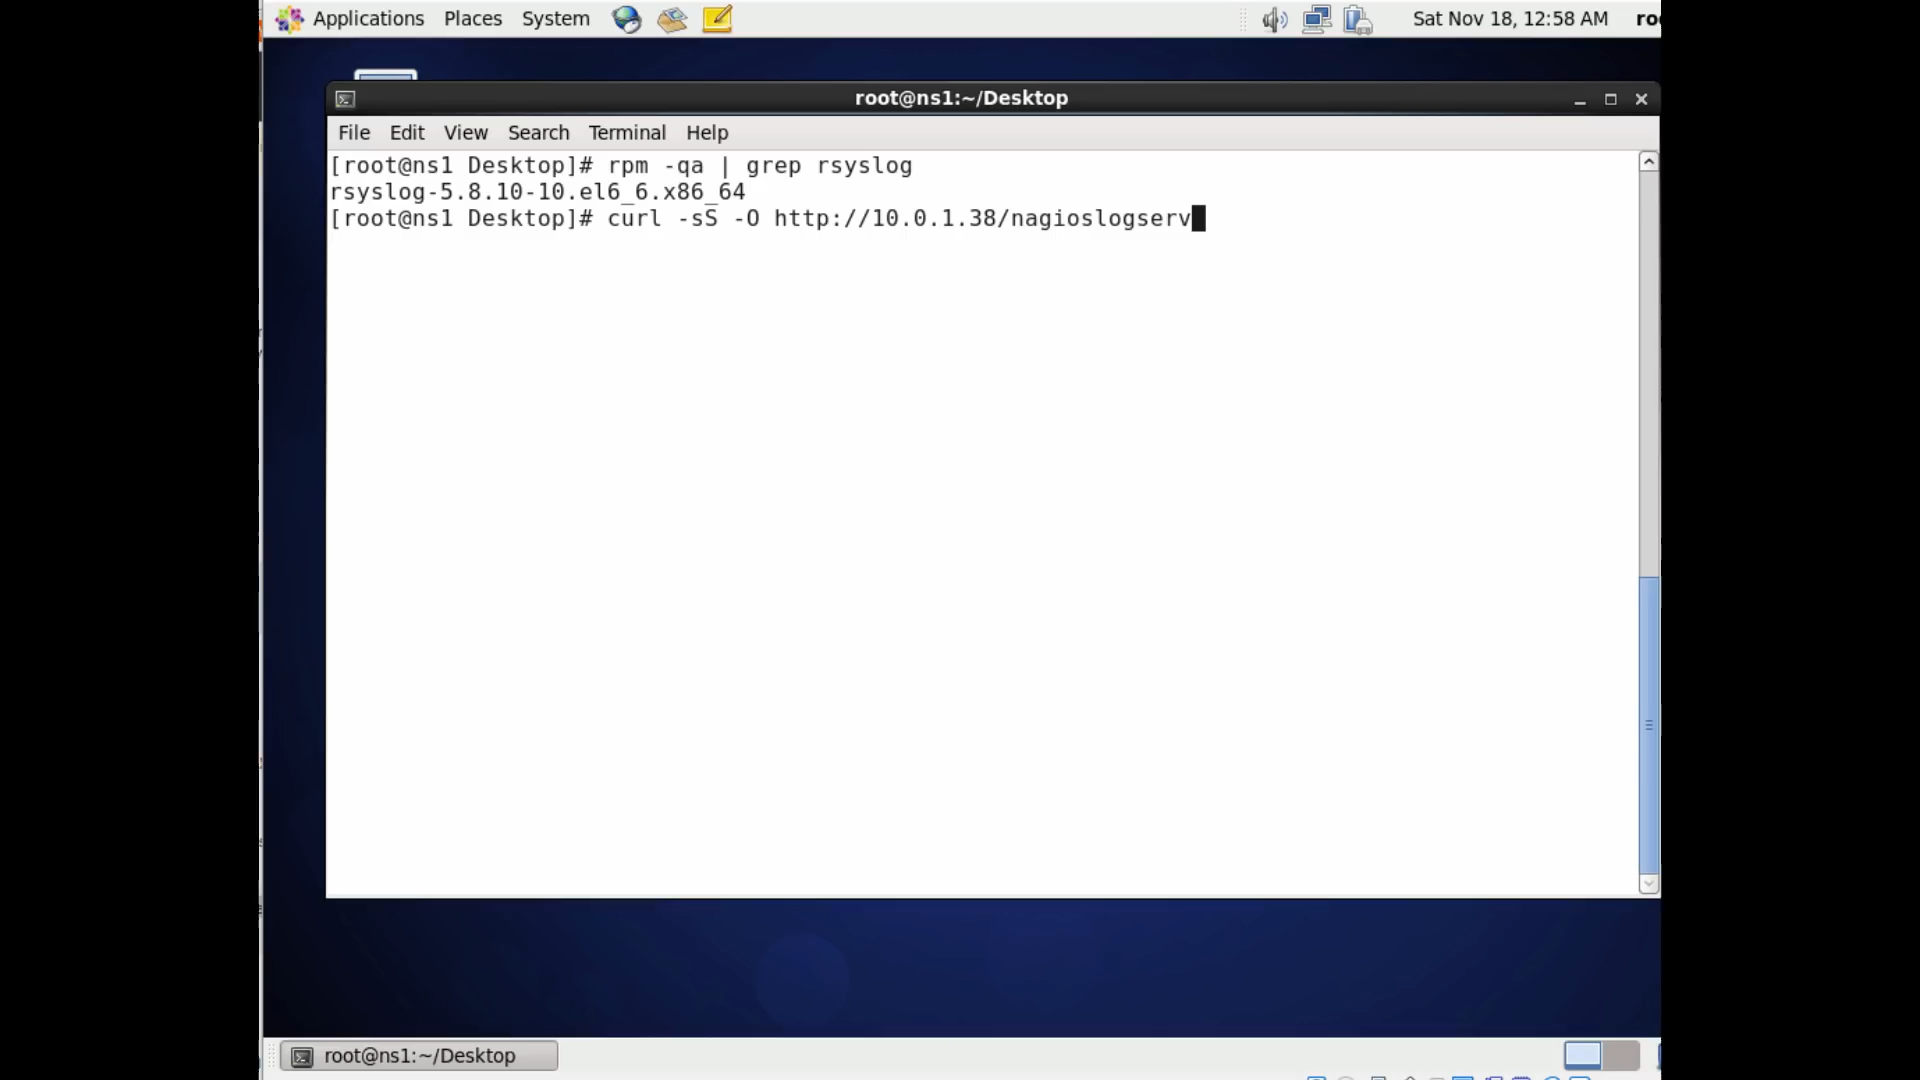 Applications Places System Sat Nov 18, 12:58 AM roo
root@ns1:~/Desktop
File Edit View Search Terminal Help
[root@ns1 Desktop]# rpm -qa | grep rsyslog
rsyslog-5.8.10-10.el6_6.x86_64
[root@ns1 Desktop]# curl -sS -O http://10.0.1.38/nagioslogserv
root@ns1:~/Desktop